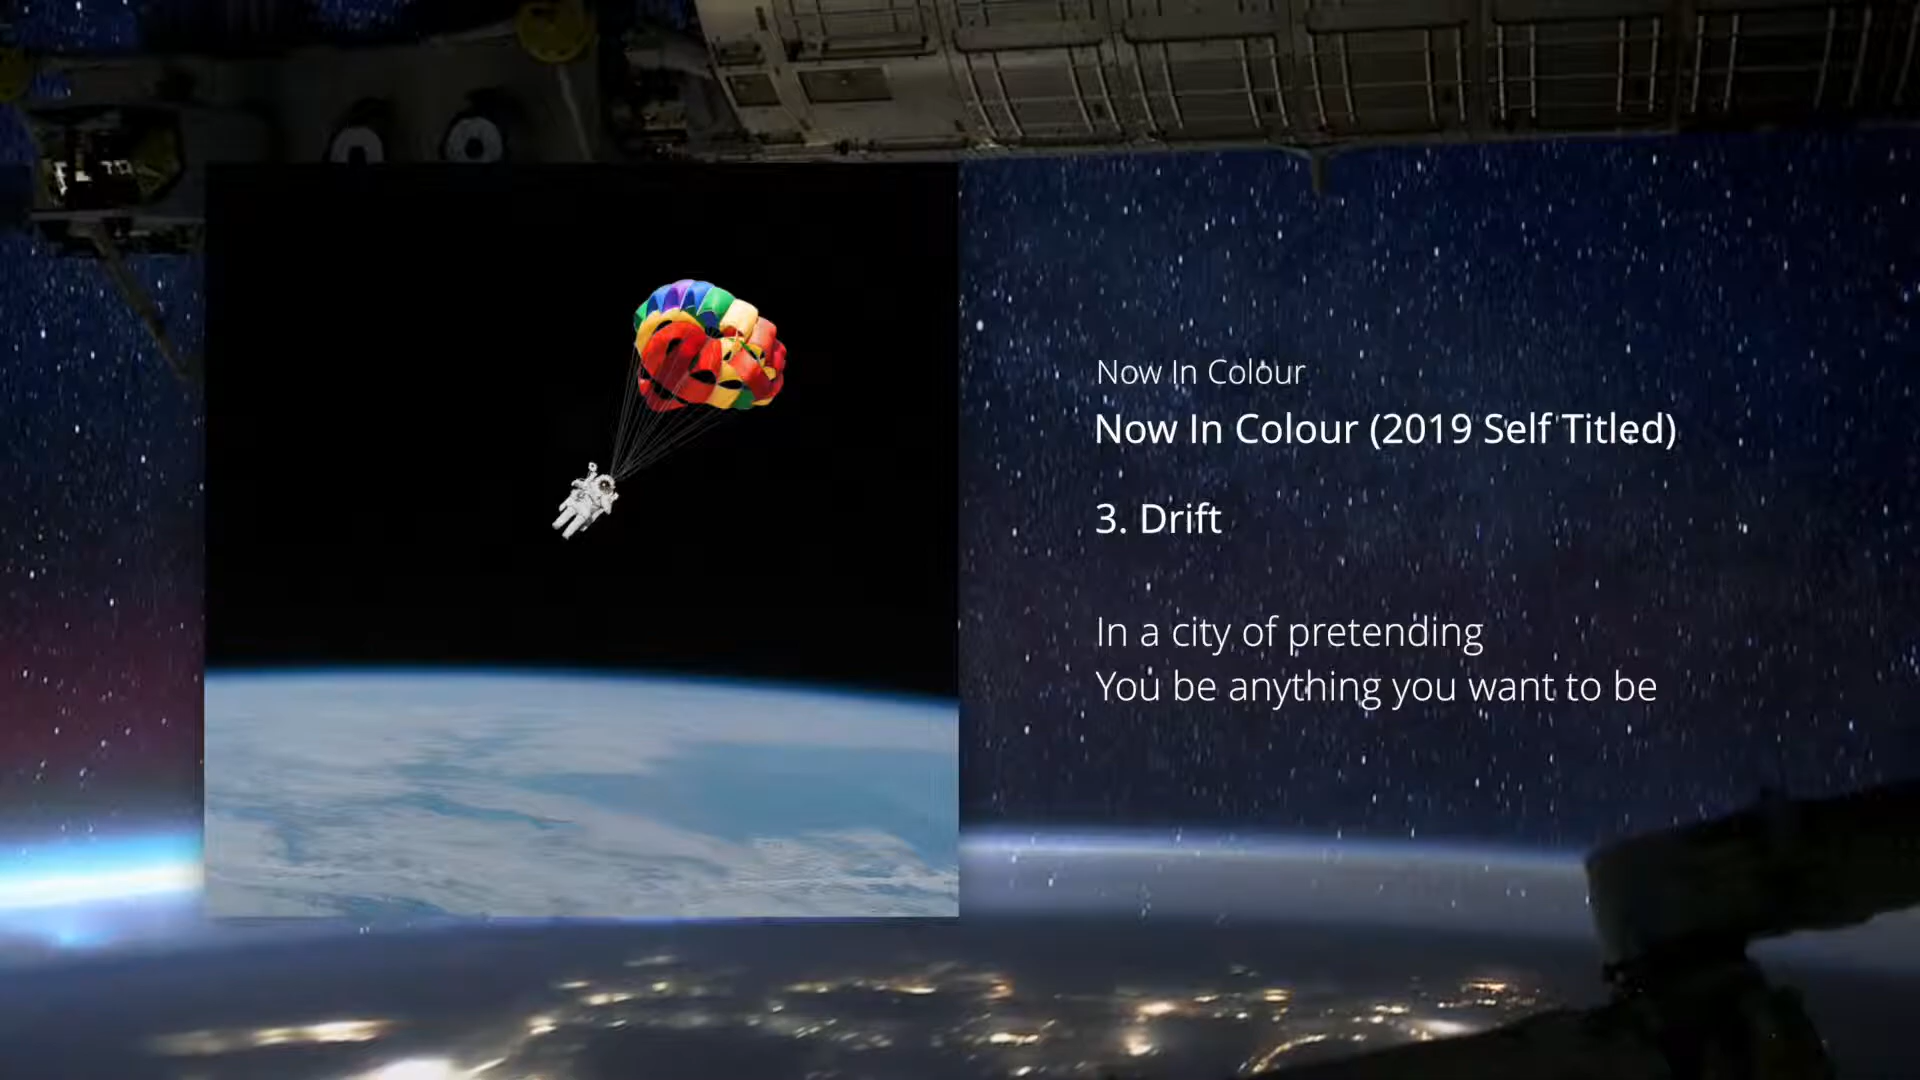 Now In Colour
Now In Colour (2019 Self Titled)
3. Drift
In a city of pretending
You be anything you want to be